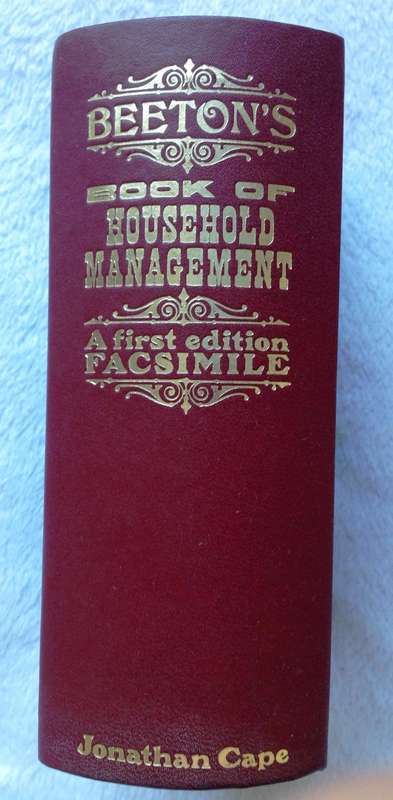 BEETON'S
BOOK OF
HOUSEHOLD
MANAGEMENT
A first edition
FACSIMILE
Jonathan Cape